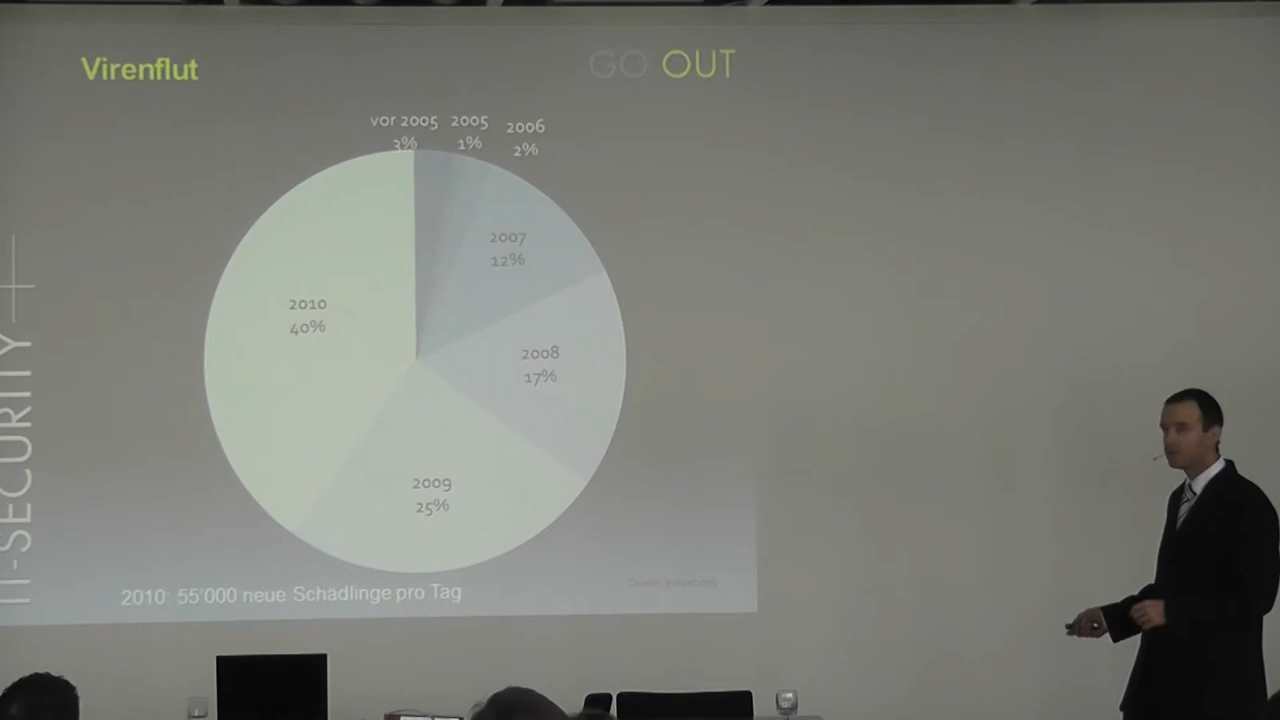 Virenflut
GO OUT
vor 2005
3%
2005
1%
2006
2%
2007
12%
2010
40%
2008
17%
2009
25%
IT-SECURITY
2010: 55'000 neue Schädlinge pro Tag